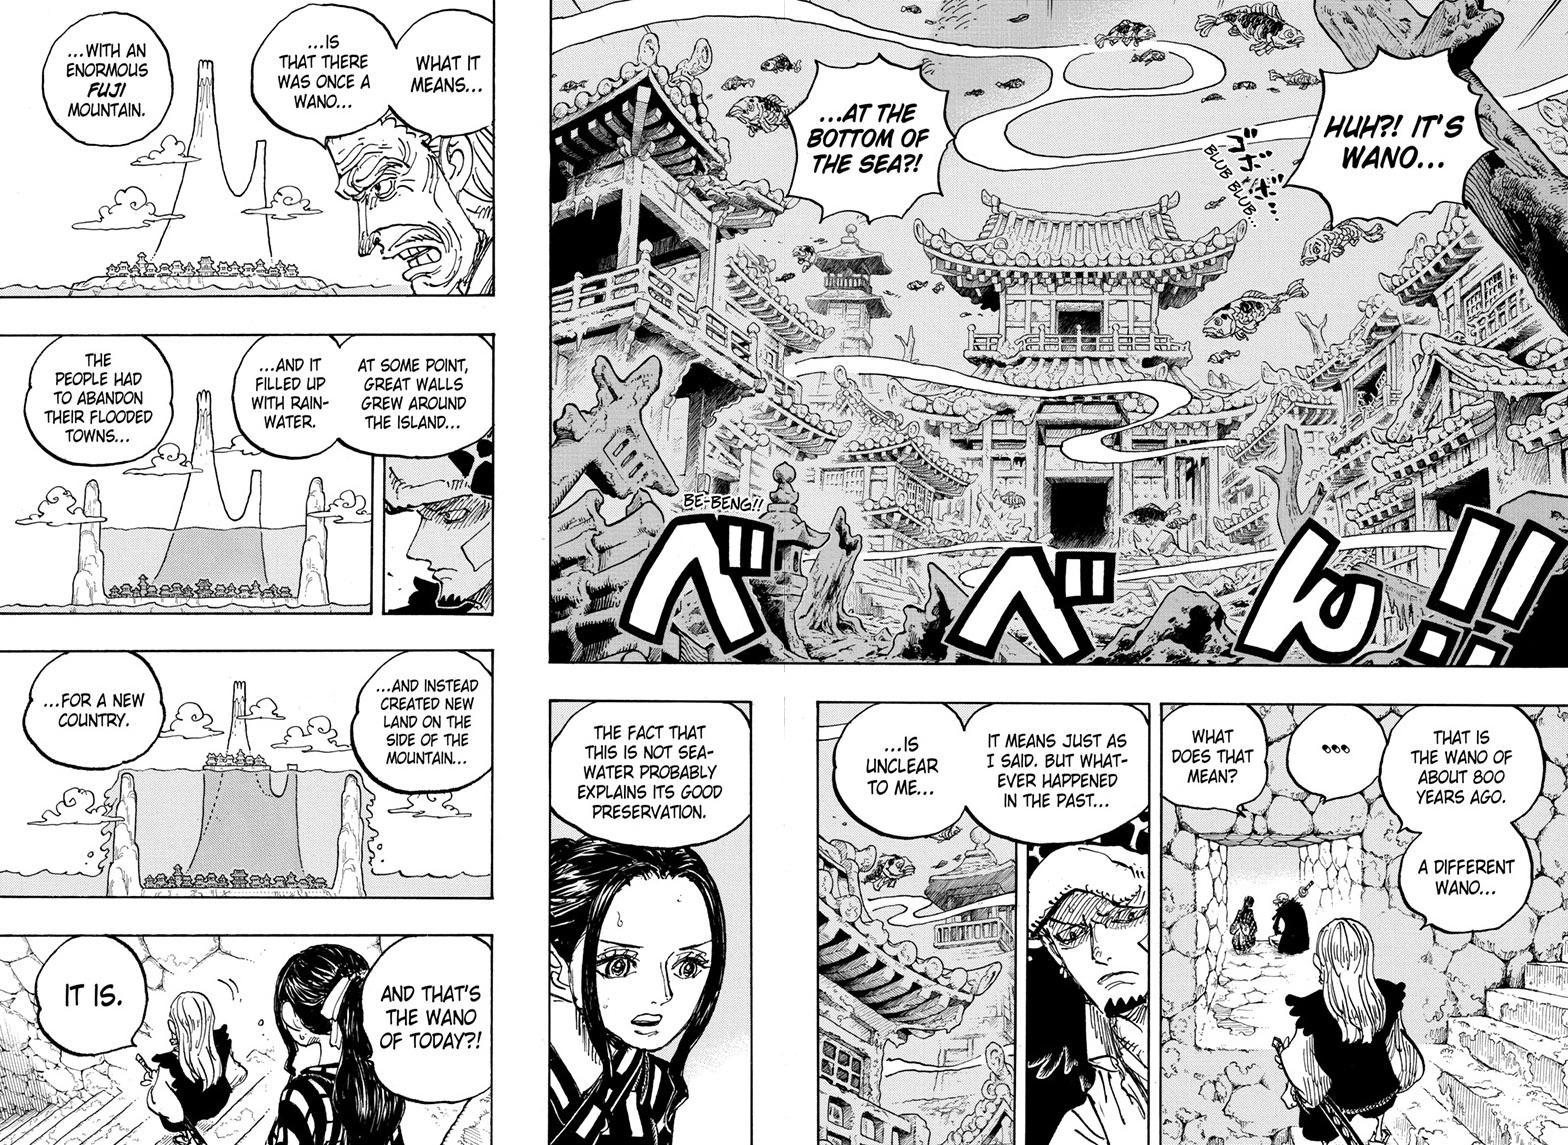 HUH?! IT'S
WANO...
...AT THE
BOTTOM OF
THE SEA?!
ゴボボ
BLUB BLUB...
BE-BENG!!
べべん!!
THAT IS
THE WANO OF
ABOUT 800
YEARS AGO.
A DIFFERENT
WANO...
...
WHAT
DOES THAT
MEAN?
IT MEANS JUST AS
I SAID. BUT WHAT-
EVER HAPPENED
IN THE PAST...
...IS
UNCLEAR
TO ME...
THE FACT THAT
THIS IS NOT SEA-
WATER PROBABLY
EXPLAINS ITS GOOD
PRESERVATION.
WHAT IT
MEANS...
...IS
THAT THERE
WAS ONCE A
WANO...
...WITH AN
ENORMOUS
FUJI
MOUNTAIN.
AT SOME POINT,
GREAT WALLS
GREW AROUND
THE ISLAND...
...AND IT
FILLED UP
WITH RAIN-
WATER.
THE
PEOPLE HAD
TO ABANDON
THEIR FLOODED
TOWNS...
...AND INSTEAD
CREATED NEW
LAND ON THE
SIDE OF THE
MOUNTAIN...
...FOR A NEW
COUNTRY.
AND THAT'S
THE WANO
OF TODAY?!
IT IS.